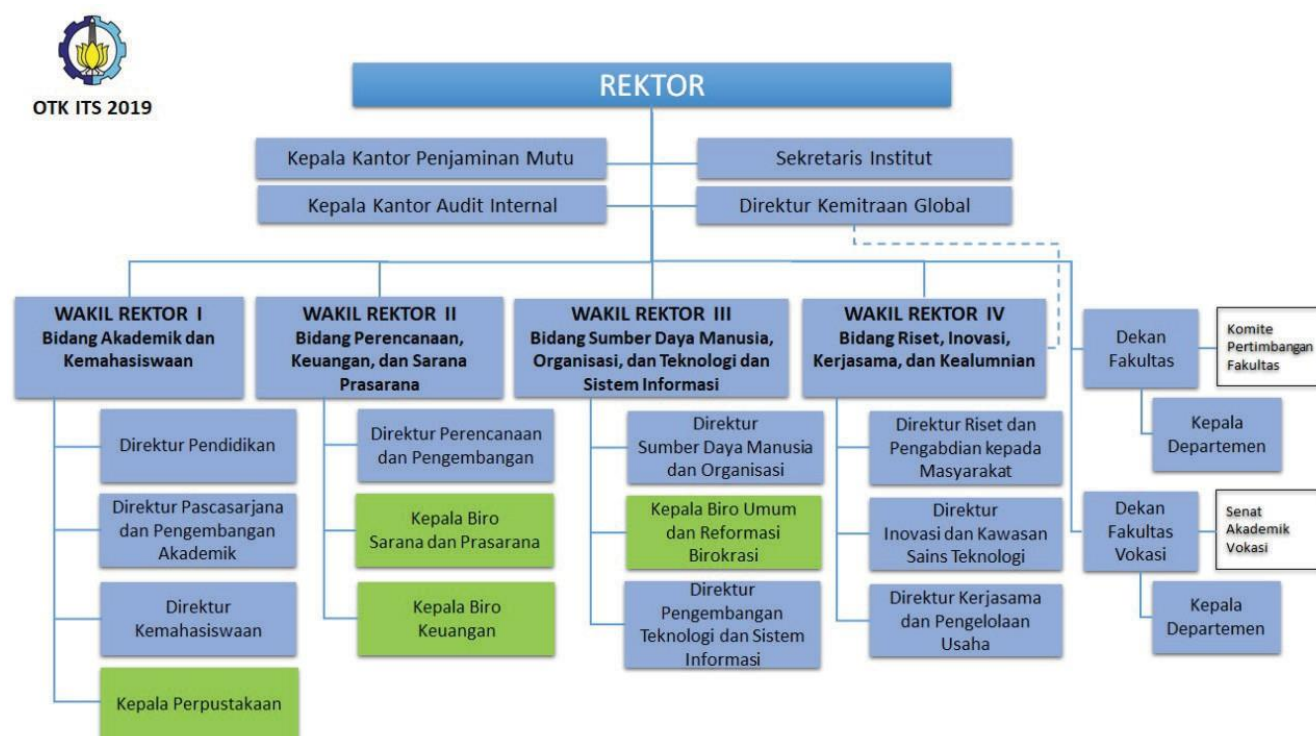 OTK ITS 2019
REKTOR
Kepala Kantor Penjaminan Mutu
Sekretaris Institut
Kepala Kantor Audit Internal
Direktur Kemitraan Global
WAKIL REKTOR I
Bidang Akademik dan
Kemahasiswaan
WAKIL REKTOR II
Bidang Perencanaan,
Keuangan, dan Sarana
Prasarana
WAKIL REKTOR III
Bidang Sumber Daya Manusia,
Organisasi, dan Teknologi dan
Sistem Informasi
WAKIL REKTOR IV
Bidang Riset, Inovasi,
Kerjasama, dan Kealumnian
Dekan
Fakultas
Komite
Pertimbangan
Fakultas
Kepala
Departemen
Direktur Pendidikan
Direktur Pascasarjana
dan Pengembangan
Akademik
Direktur
Kemahasiswaan
Kepala Perpustakaan
Direktur Perencanaan
dan Pengembangan
Kepala Biro
Sarana dan Prasarana
Kepala Biro
Keuangan
Direktur
Sumber Daya Manusia
dan Organisasi
Kepala Biro Umum
dan Reformasi
Birokrasi
Direktur
Pengembangan
Teknologi dan Sistem
Informasi
Direktur Riset dan
Pengabdian kepada
Masyarakat
Direktur
Inovasi dan Kawasan
Sains Teknologi
Direktur Kerjasama
dan Pengelolaan
Usaha
Dekan
Fakultas
Vokasi
Senat
Akademik
Vokasi
Kepala
Departemen